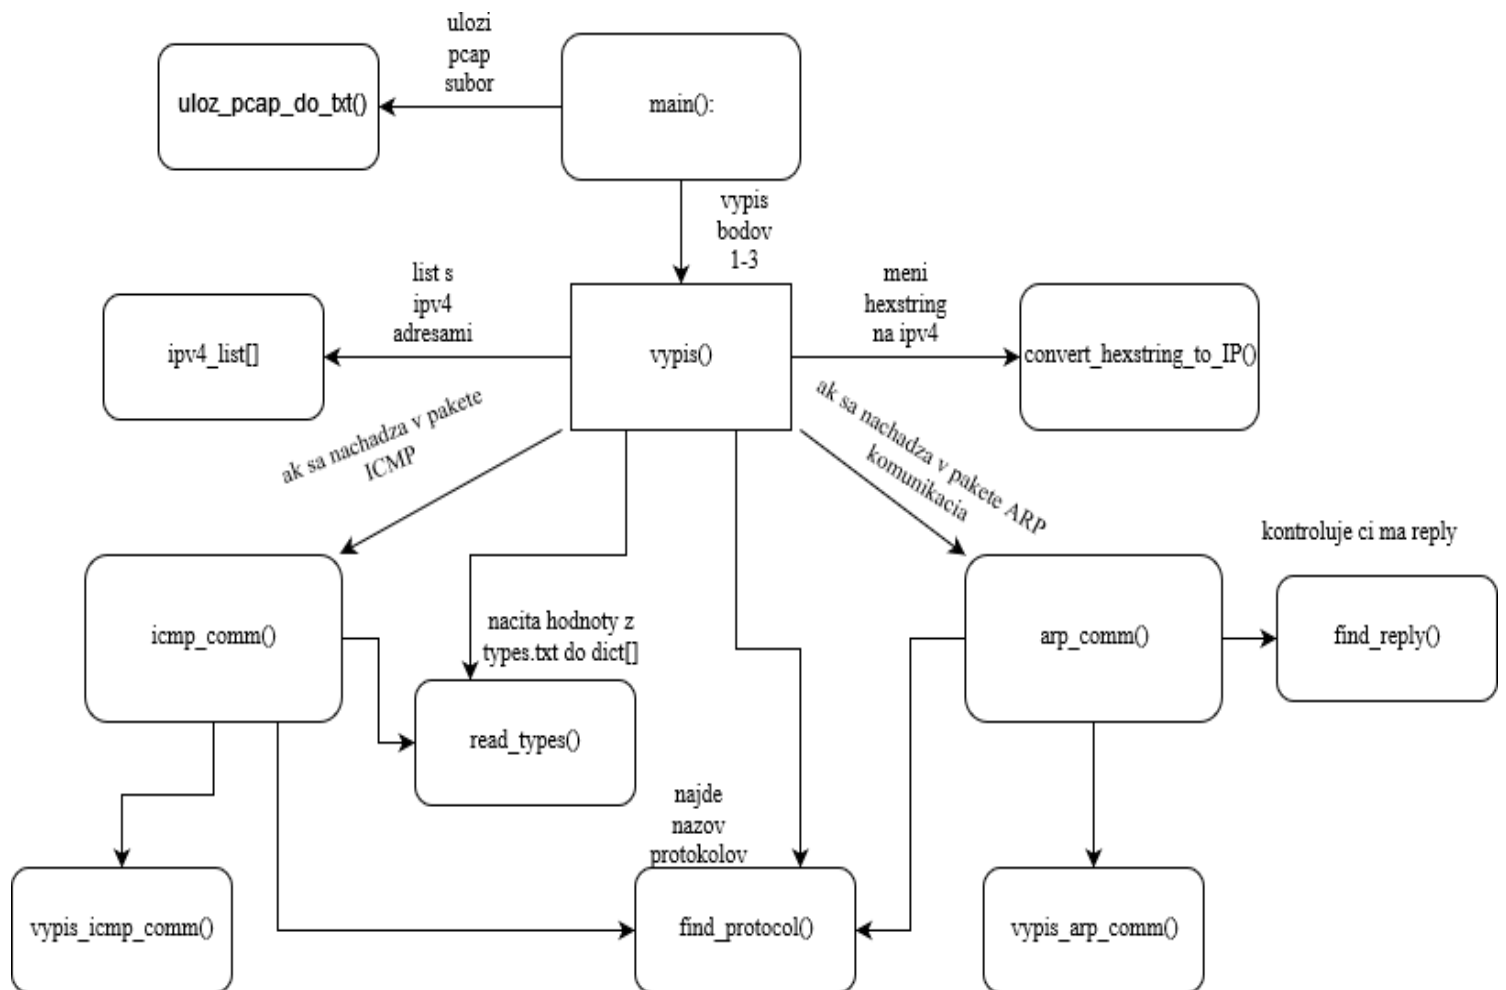 ulozi
pcap
subor
uloz_pcap_do_txt()
main():
vypis
bodov
1-3
list s
ipv4
adresami
meni
hexstring
na ipv4
ipv4_list[]
vypis()
convert_hexstring_to_IP()
ak sa nachadza v pakete
ICMP
ak sa nachadza v pakete ARP
komunikacia
kontroluje ci ma reply
icmp_comm()
nacita hodnoty z
types.txt do dict[]
arp_comm()
find_reply()
read_types()
najde
nazov
protokolov
vypis_icmp_comm()
find_protocol()
vypis_arp_comm()